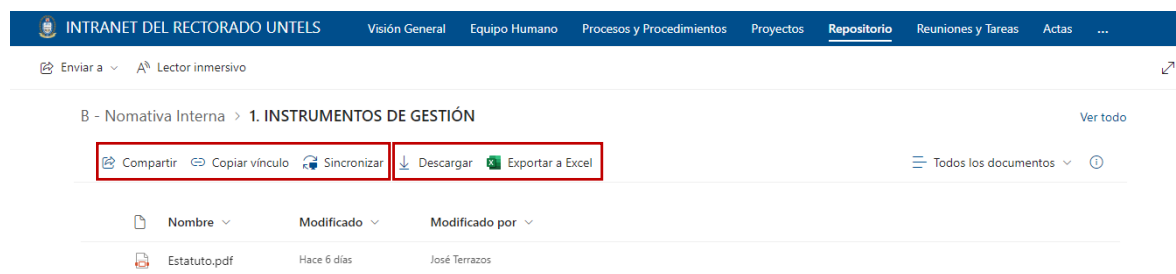 INTRANET DEL RECTORADO UNTELS Visión General Equipo Humano Procesos y Procedimientos Proyectos Repositorio Reuniones y Tareas Actas ...
Enviar a Lector inmersivo
B - Nomativa Interna > 1. INSTRUMENTOS DE GESTIÓN Ver todo
Compartir Copiar vínculo Sincronizar Descargar Exportar a Excel Todos los documentos
Nombre Modificado Modificado por
Estatuto.pdf Hace 6 días José Terrazos